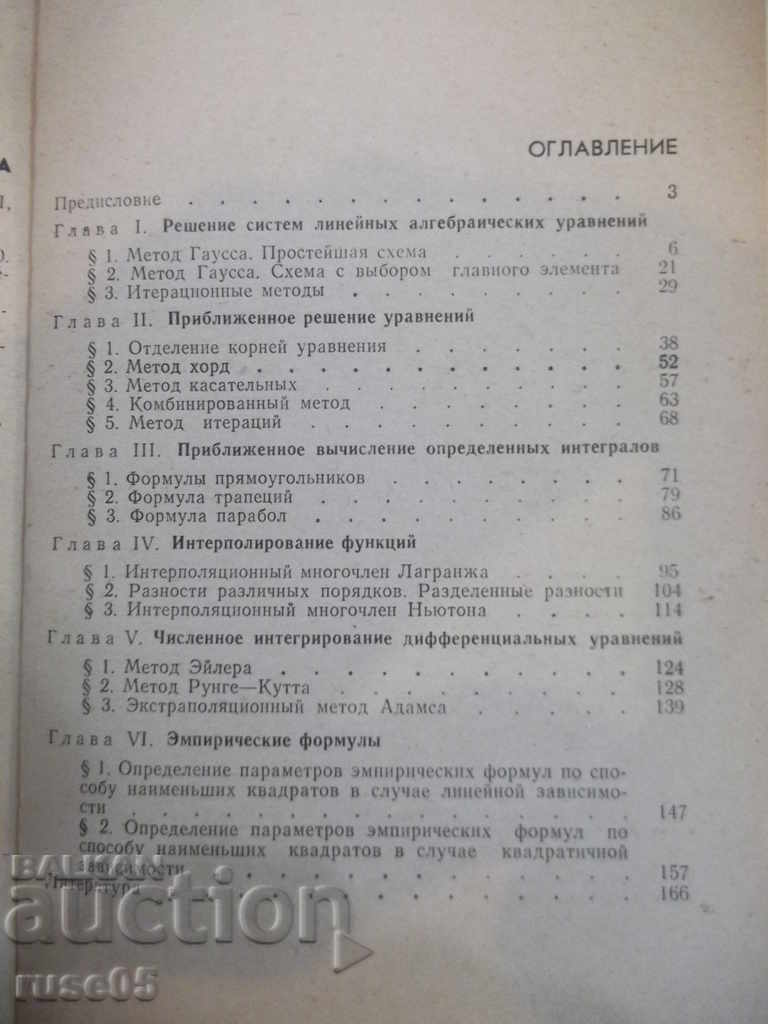 ОГЛАВЛЕНИЕ
Предисловие . . . . . . . . . . . . . . 3
Глава I. Решение систем линейных алгебраических уравнений
§ 1. Метод Гаусса. Простейшая схема . . . . . . 6
§ 2. Метод Гаусса. Схема с выбором главного элемента 21
§ 3. Итерационные методы . . . . . . . . . 29
Глава II. Приближенное решение уравнений
§ 1. Отделение корней уравнения . . . . . . . 38
§ 2. Метод хорд . . . . . . . . . . . 52
§ 3. Метод касательных . . . . . . . . . 57
§ 4. Комбинированный метод . . . . . . . . 63
§ 5. Метод итераций . . . . . . . . . . 68
Глава III. Приближенное вычисление определенных интегралов
§ 1. Формулы прямоугольников . . . . . . . 71
§ 2. Формула трапеций . . . . . . . . . 79
§ 3. Формула парабол . . . . . . . . . . 86
Глава IV. Интерполирование функций
§ 1. Интерполяционный многочлен Лагранжа . . . . 95
§ 2. Разности различных порядков. Разделенные разности 104
§ 3. Интерполяционный многочлен Ньютона . . . . 114
Глава V. Численное интегрирование дифференциальных уравнений
§ 1. Метод Эйлера . . . . . . . . . . 124
§ 2. Метод Рунге—Кутта . . . . . . . . . 128
§ 3. Экстраполяционный метод Адамса . . . . . 139
Глава VI. Эмпирические формулы
§ 1. Определение параметров эмпирических формул по спо-
собу наименьших квадратов в случае линейной зависимо-
сти . . . . . . . . . . . . . . . 147
§ 2. Определение параметров эмпирических формул по
способу наименьших квадратов в случае квадратичной
зависимости . . . . . . . . . . . . 157
Литература . . . . . . . . . . . . . 166
BALKAN
auction
ruse05